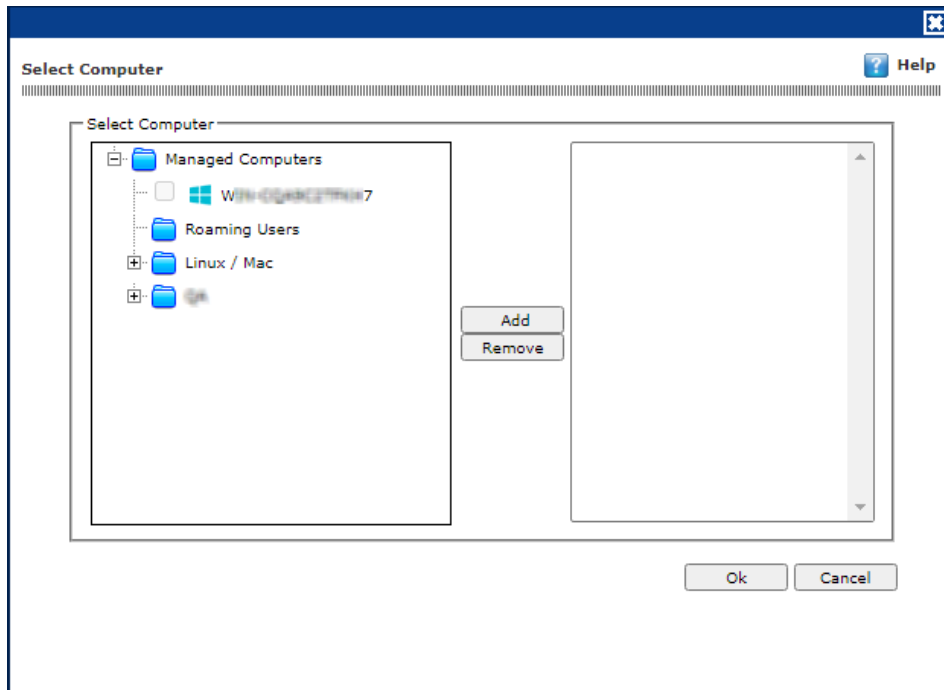 Select Computer
? Help
Select Computer
Managed Computers
Roaming Users
Linux / Mac
Add
Remove
Ok
Cancel